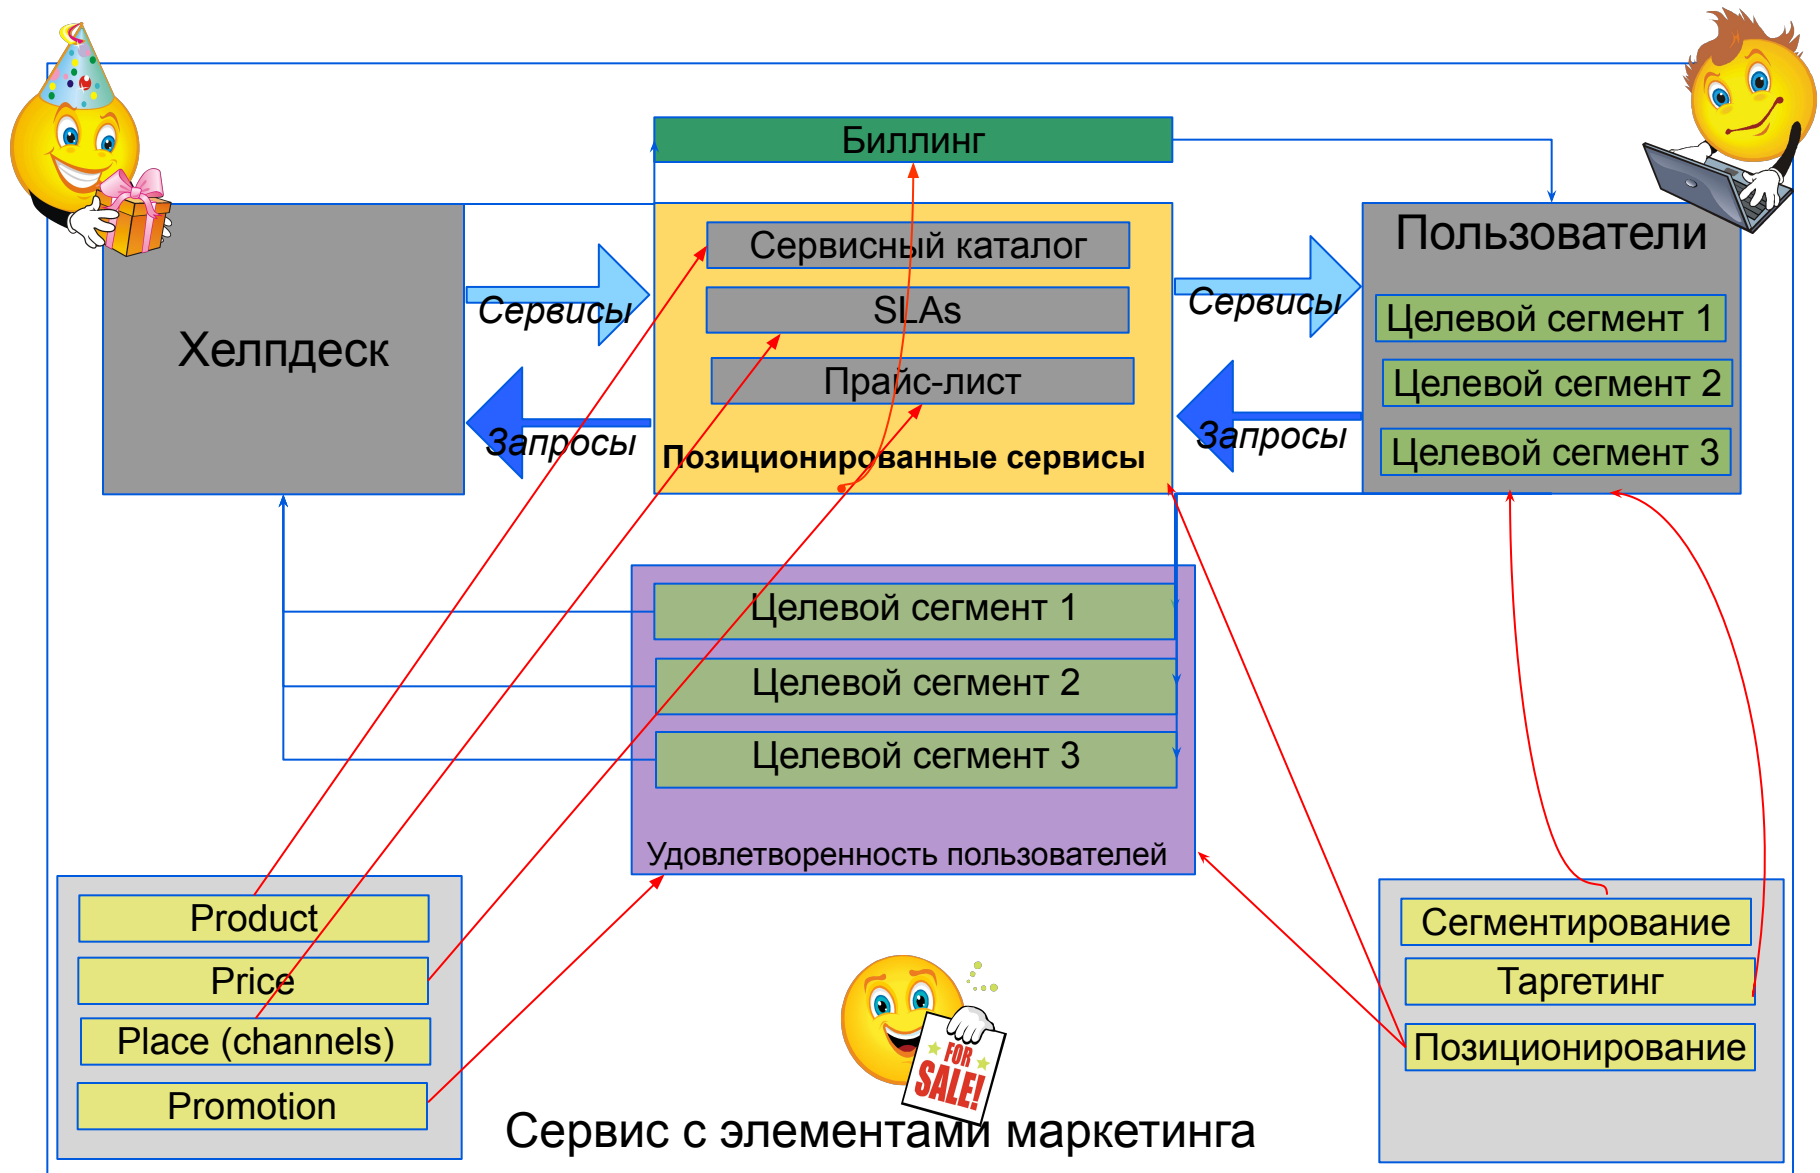 Биллинг
Хелпдеск
Сервисы
Запросы
Сервисный каталог
SLAs
Прайс-лист
Позиционированные сервисы
Сервисы
Запросы
Пользователи
Целевой сегмент 1
Целевой сегмент 2
Целевой сегмент 3
Целевой сегмент 1
Целевой сегмент 2
Целевой сегмент 3
Удовлетворенность пользователей
Product
Price
Place (channels)
Promotion
FOR
SALE!
Сегментирование
Таргетинг
Позиционирование
Сервис с элементами маркетинга